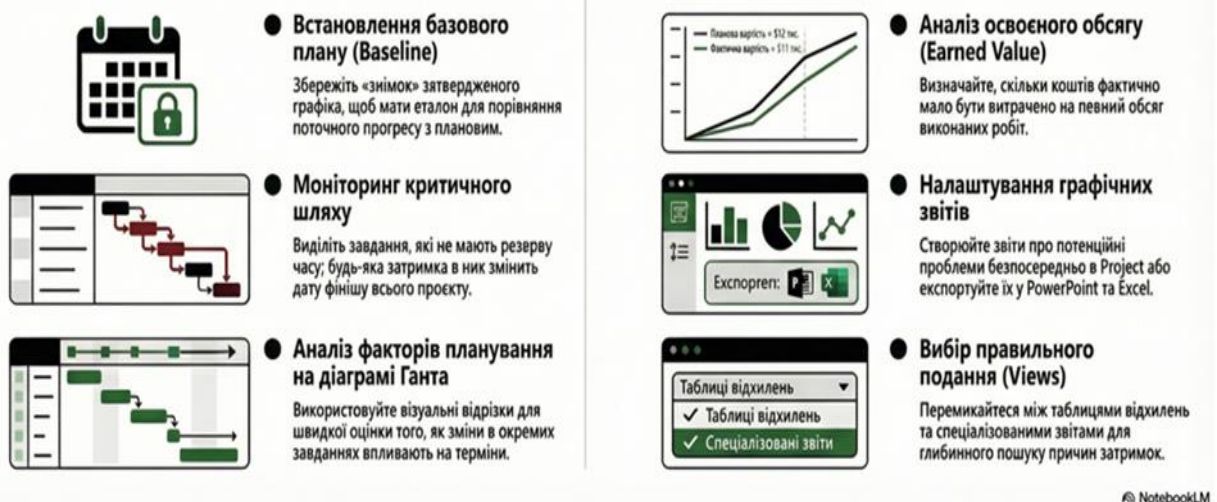 Встановлення базового
плану (Baseline)
Збережіть «знімок» зятвердженого
графіка, щоб мати еталон для порівняння
поточного прогресу з плановим.
Моніторинг критичного
шляху
Виділіть завдання, які не мають резерву
часу; будь-яка затримка в ник змінить
дату фінішу всього проєкту.
Аналіз факторів планування
на діаграмі Ганта
Використовуйте візуальні відрізки для
швидкої оцінки того, як зміни в окремих
завданнях впливають на терміни.
Планова вартість = $12 тис.
Фактична вартість = $11 тис.
Аналіз освоєного обсягу
(Earned Value)
Визначайте, скільки коштів фактично
мало бути витрачено на певний обсяг
виконаних робіт.
Експоргеп:
Налаштування графічних
звітів
Створюйте звіти про потенційні
проблеми безпосередньо в Project або
експортуйте їх у PowerPoint та Excel.
Таблиці відхилень
Таблиці відхилень
Спеціалізовані звіти
Вибір правильного
подання (Views)
Перемикайтеся між таблицями відхилень
та спеціалізованими звітами для
глибинного пошуку причин затримок.
NotebookLM